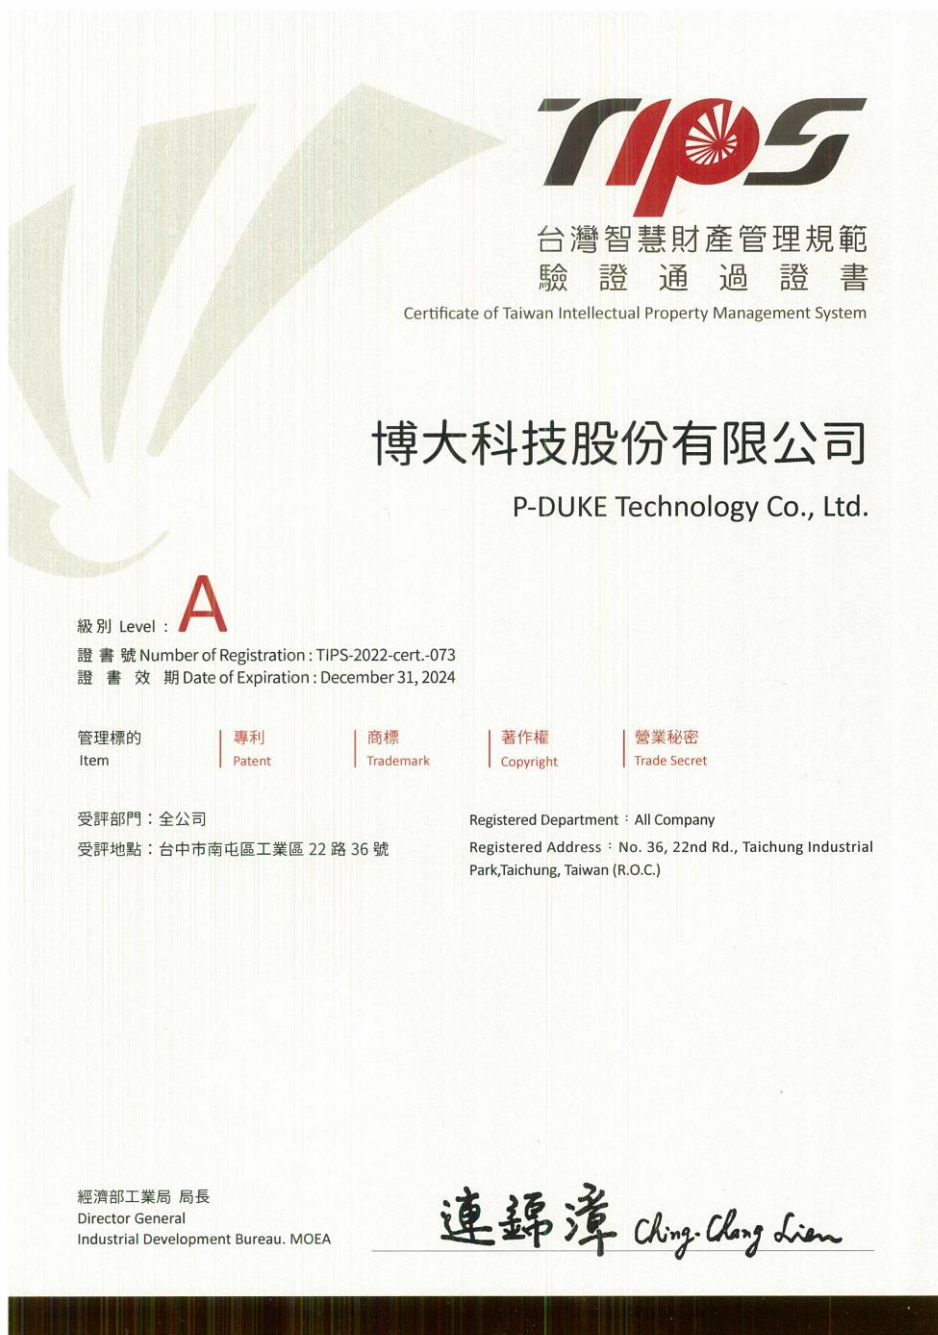 TIPS
台灣智慧財產管理規範
驗證通過證書
Certificate of Taiwan Intellectual Property Management System
博大科技股份有限公司
P-DUKE Technology Co., Ltd.
級別 Level : A
證書號 Number of Registration : TIPS-2022-cert.-073
證書效期 Date of Expiration : December 31, 2024
管理標的 專利 商標 著作權 營業秘密
Item Patent Trademark Copyright Trade Secret
受評部門：全公司
受評地點：台中市南屯區工業區 22 路 36 號
Registered Department：All Company
Registered Address：No. 36, 22nd Rd., Taichung Industrial
Park,Taichung, Taiwan (R.O.C.)
經濟部工業局 局長
Director General
Industrial Development Bureau. MOEA
連錦漳 Ching-Chang Lien